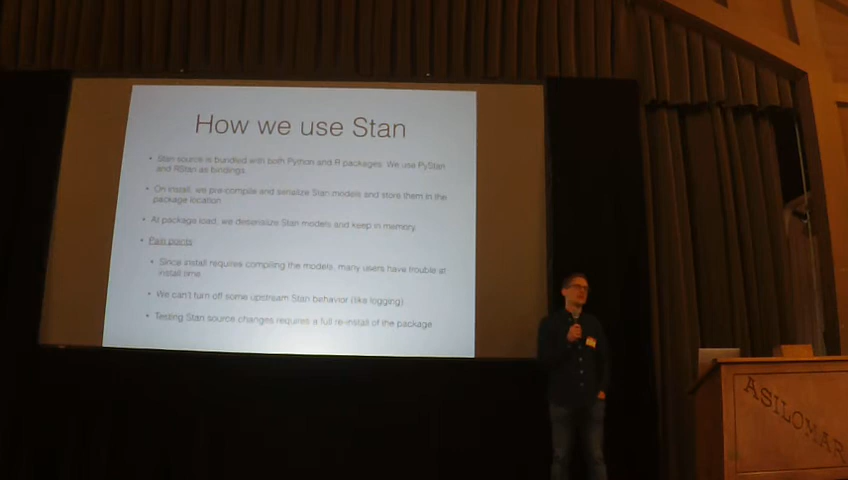 How we use Stan
• Stan source is bundled with both Python and R packages. We use PyStan
and RStan as bindings.
• On install, we pre-compile and serialize Stan models and store them in the
package location
• At package load, we deserialize Stan models and keep in memory.
• Pain points
• Since install requires compiling the models, many users have trouble at
install time.
• We can't turn off some upstream Stan behavior (like logging)
• Testing Stan source changes requires a full re-install of the package
ASILOMAR